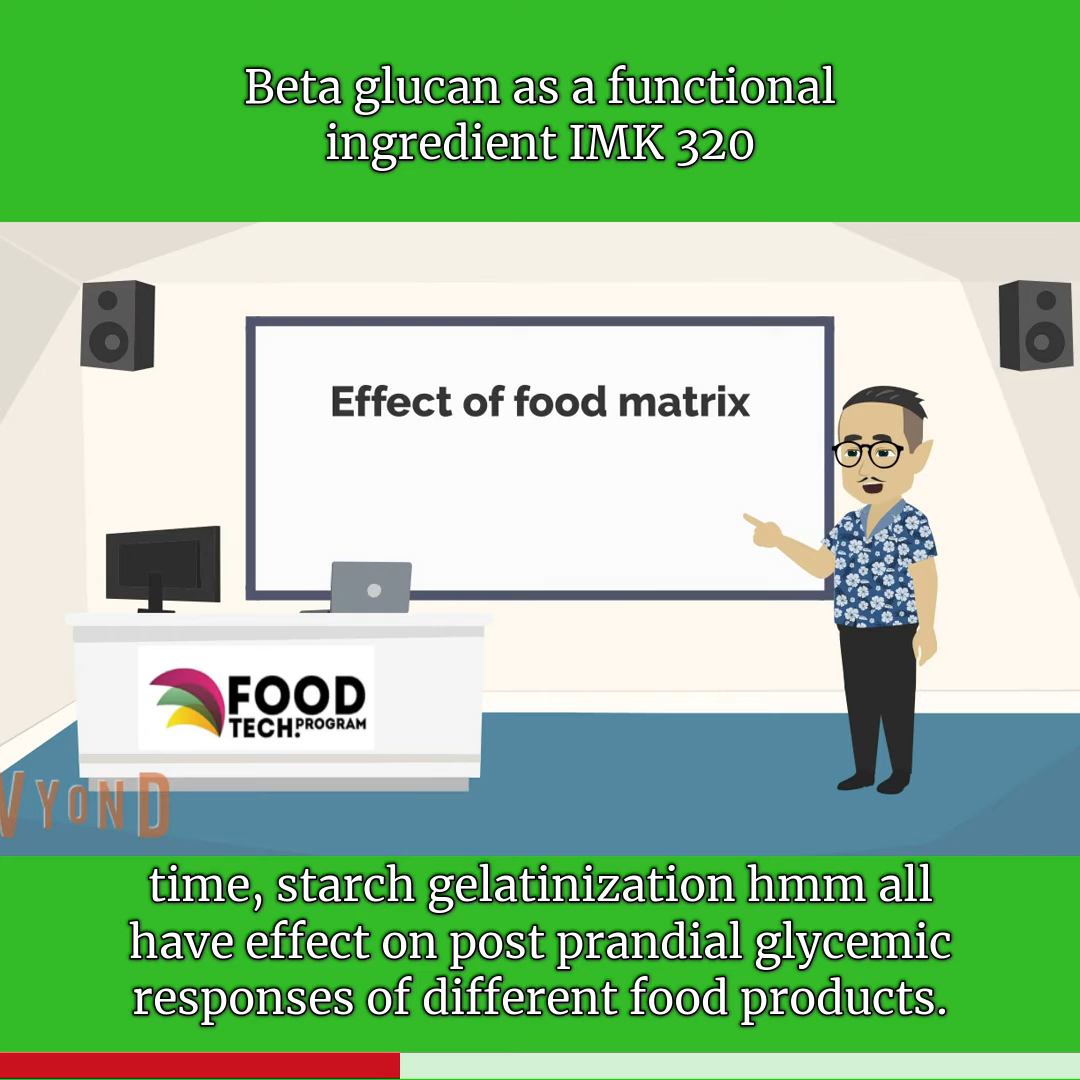 Beta glucan as a functional
ingredient IMK 320
Effect of food matrix
FOOD
TECH. PROGRAM
VYOND
time, starch gelatinization hmm all
have effect on post prandial glycemic
responses of different food products.